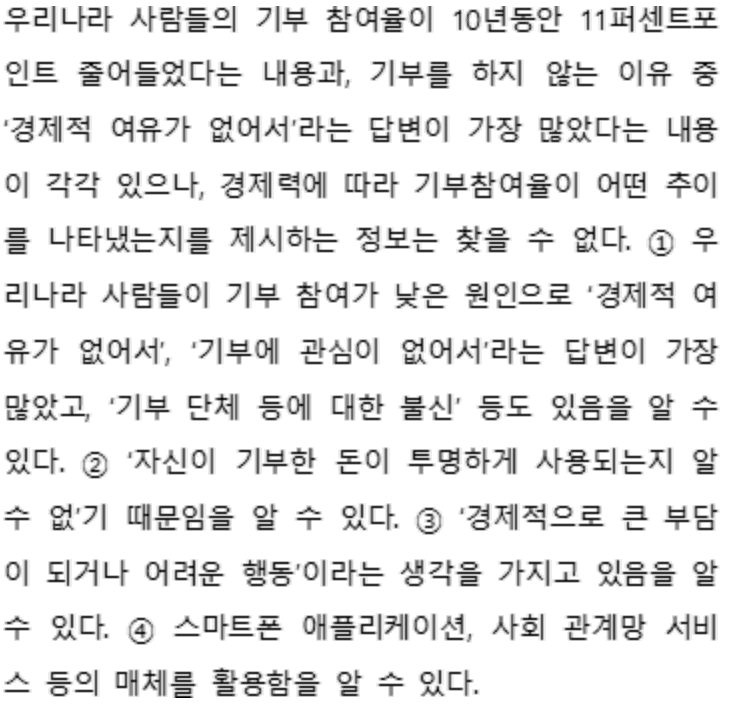 우리나라 사람들의 기부 참여율이 10년동안 11퍼센트포
인트 줄어들었다는 내용과, 기부를 하지 않는 이유 중
‘경제적 여유가 없어서’라는 답변이 가장 많았다는 내용
이 각각 있으나, 경제력에 따라 기부참여율이 어떤 추이
를 나타냈는지를 제시하는 정보는 찾을 수 없다. ① 우
리나라 사람들이 기부 참여가 낮은 원인으로 ‘경제적 여
유가 없어서’, ‘기부에 관심이 없어서’라는 답변이 가장
많았고, ‘기부 단체 등에 대한 불신’ 등도 있음을 알 수
있다. ② ‘자신이 기부한 돈이 투명하게 사용되는지 알
수 없’기 때문임을 알 수 있다. ③ ‘경제적으로 큰 부담
이 되거나 어려운 행동’이라는 생각을 가지고 있음을 알
수 있다. ④ 스마트폰 애플리케이션, 사회 관계망 서비
스 등의 매체를 활용함을 알 수 있다.